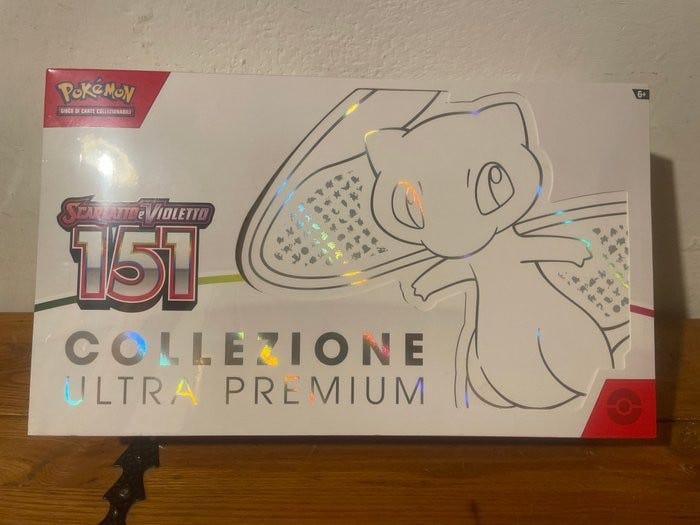 POKÉMON
GIOCO DI CARTE COLLEZIONABILI
6+
SCARLATTO e VIOLETTO
151
COLLEZIONE
ULTRA PREMIUM